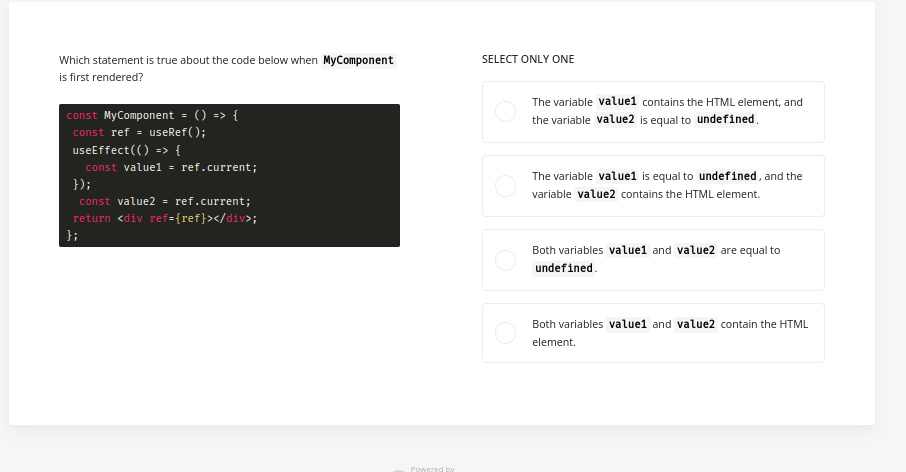 Which statement is true about the code below when MyComponent
is first rendered?
const MyComponent = () => {
const ref = useRef();
useEffect(() => {
const value1 = ref.current;
});
const value2 = ref.current;
return <div ref={ref}></div>;
};
SELECT ONLY ONE
The variable value1 contains the HTML element, and
the variable value2 is equal to undefined.
The variable value1 is equal to undefined, and the
variable value2 contains the HTML element.
Both variables value1 and value2 are equal to
undefined.
Both variables value1 and value2 contain the HTML
element.
Powered by